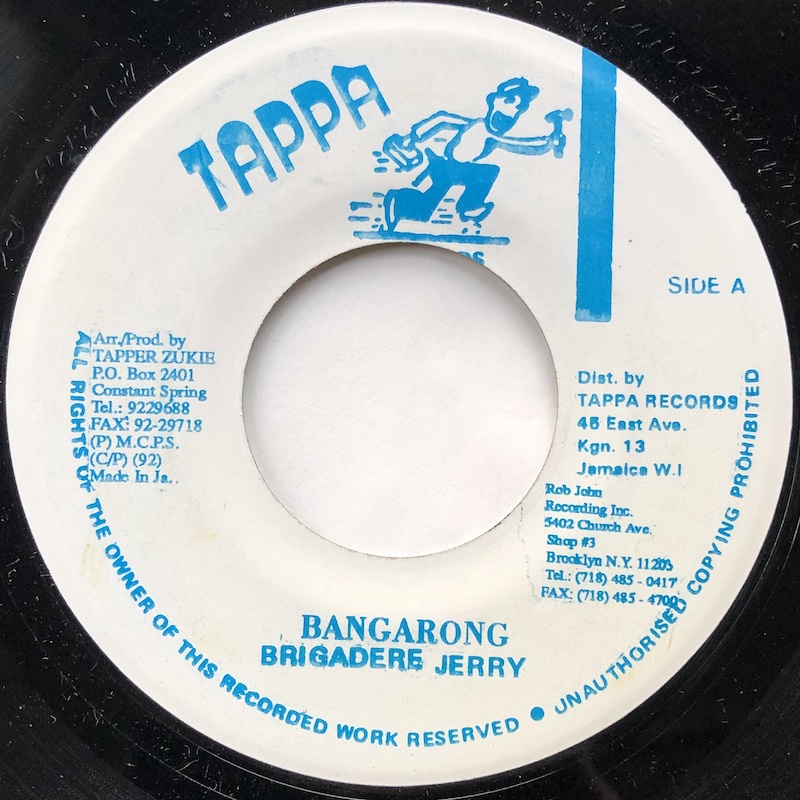 TAPPA
SIDE A
Arr./Prod. by
TAPPER ZUKIE
P.O. Box 2401
Constant Spring
Tel.: 9229688
FAX: 92-29718
(P) M.C.P.S.
(C/P) (92)
Made in Ja.
Dist. by
TAPPA RECORDS
45 East Ave.
Kgn. 13
Jamaica W.I
Rob John
Recording Inc.
5402 Church Ave.
Shop #3
Brooklyn N.Y. 11203
Tel.: (718) 485 - 0417
FAX: (718) 485 - 4700
BANGARONG
BRIGADERE JERRY
ALL RIGHTS OF THE OWNER OF THIS RECORDED WORK RESERVED ● UNAUTHORISED COPYING PROHIBITED